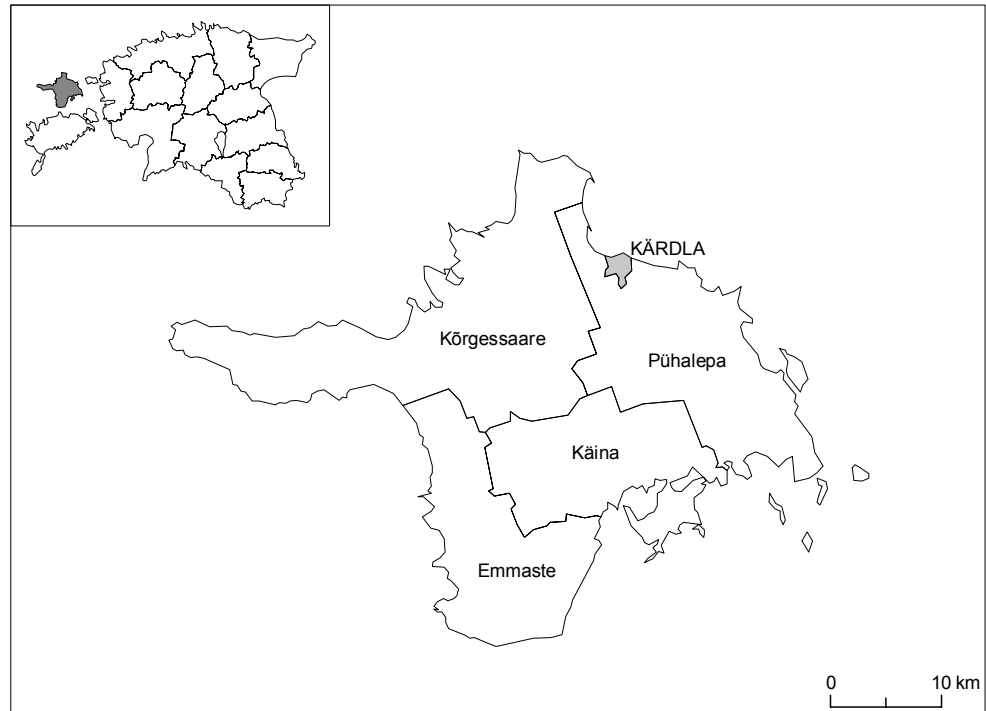 KÄRDLA
Kõrgessaare
Pühalepa
Käina
Emmaste
0 10 km